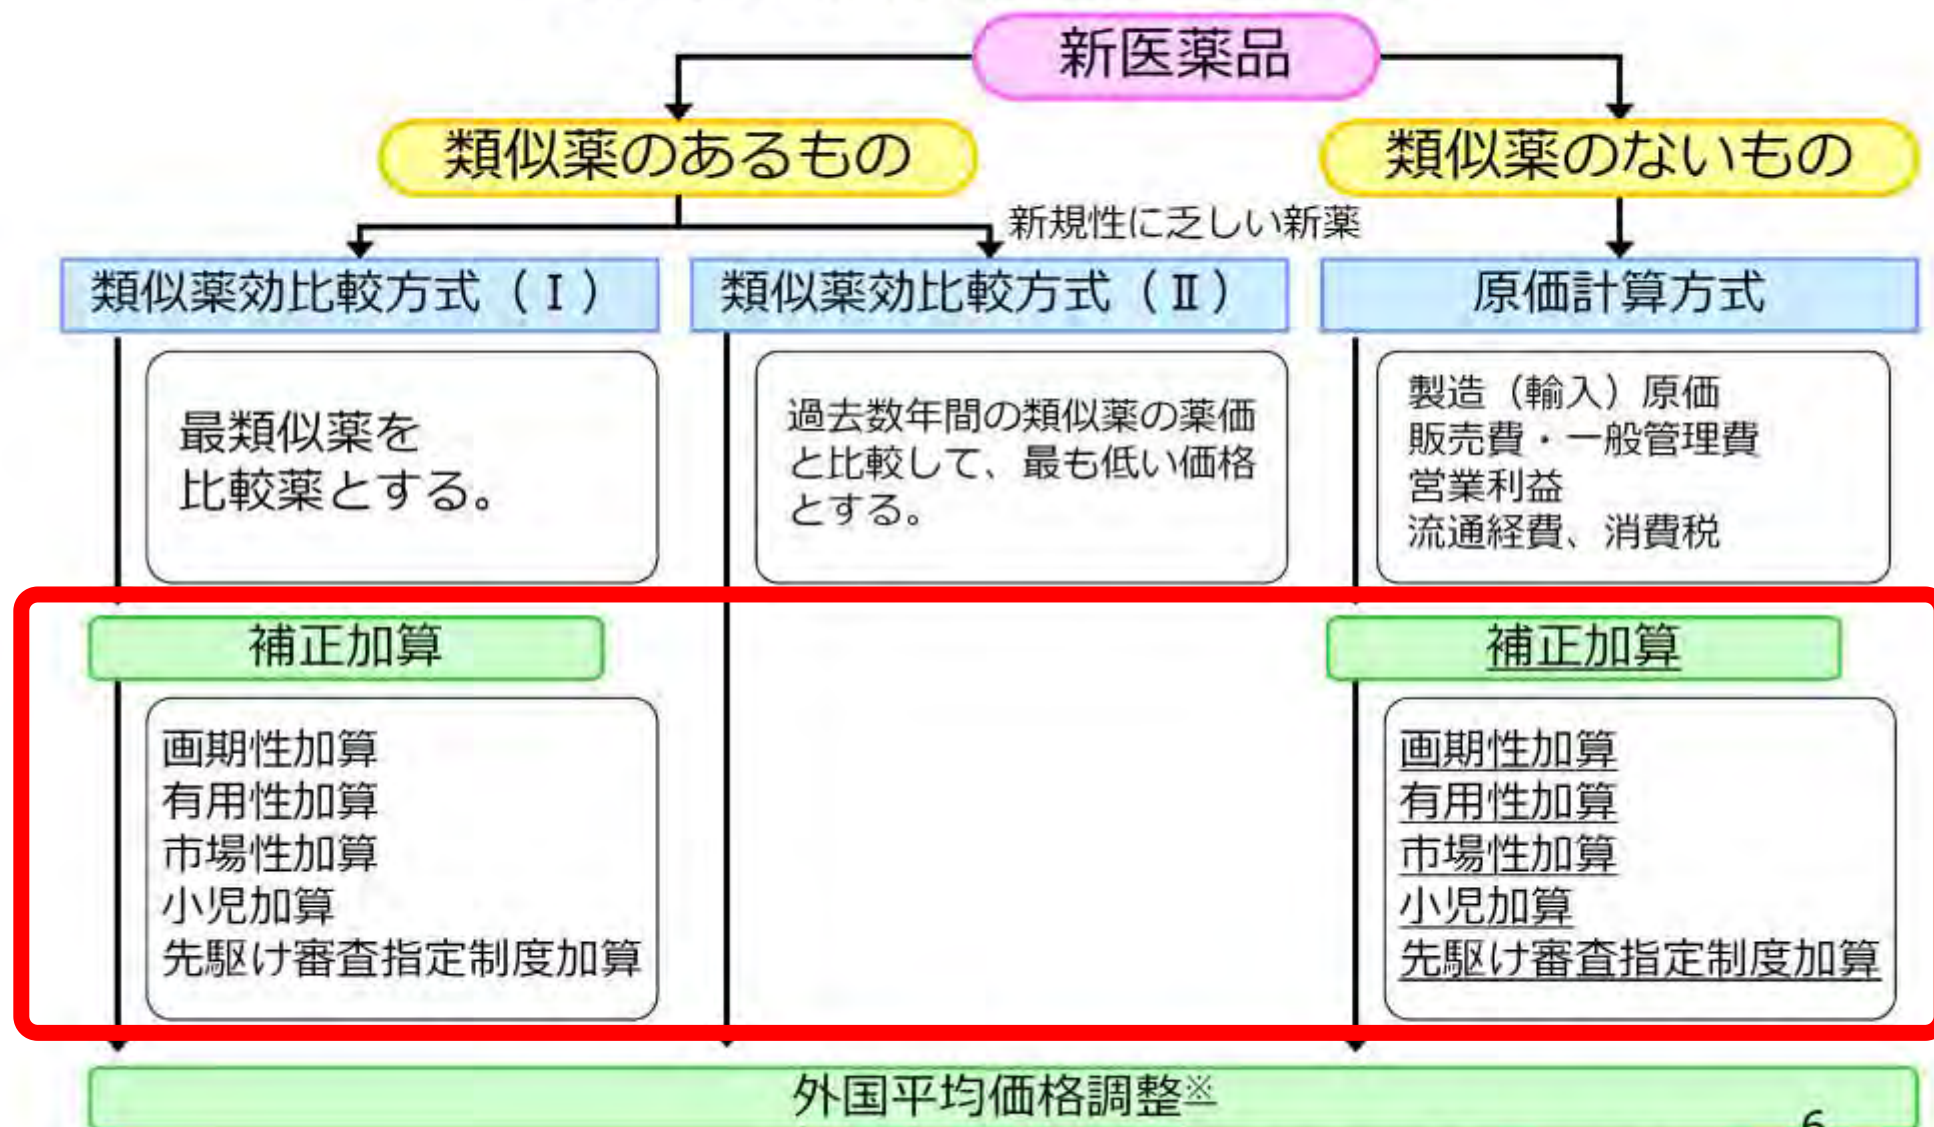 新医薬品
類似薬のあるもの
類似薬のないもの
新規性に乏しい新薬
類似薬効比較方式（Ⅰ）
類似薬効比較方式（Ⅱ）
原価計算方式
最類似薬を
比較薬とする。
過去数年間の類似薬の薬価
と比較して、最も低い価格
とする。
製造（輸入）原価
販売費・一般管理費
営業利益
流通経費、消費税
補正加算
画期性加算
有用性加算
市場性加算
小児加算
先駆け審査指定制度加算
補正加算
画期性加算
有用性加算
市場性加算
小児加算
先駆け審査指定制度加算
外国平均価格調整※
6